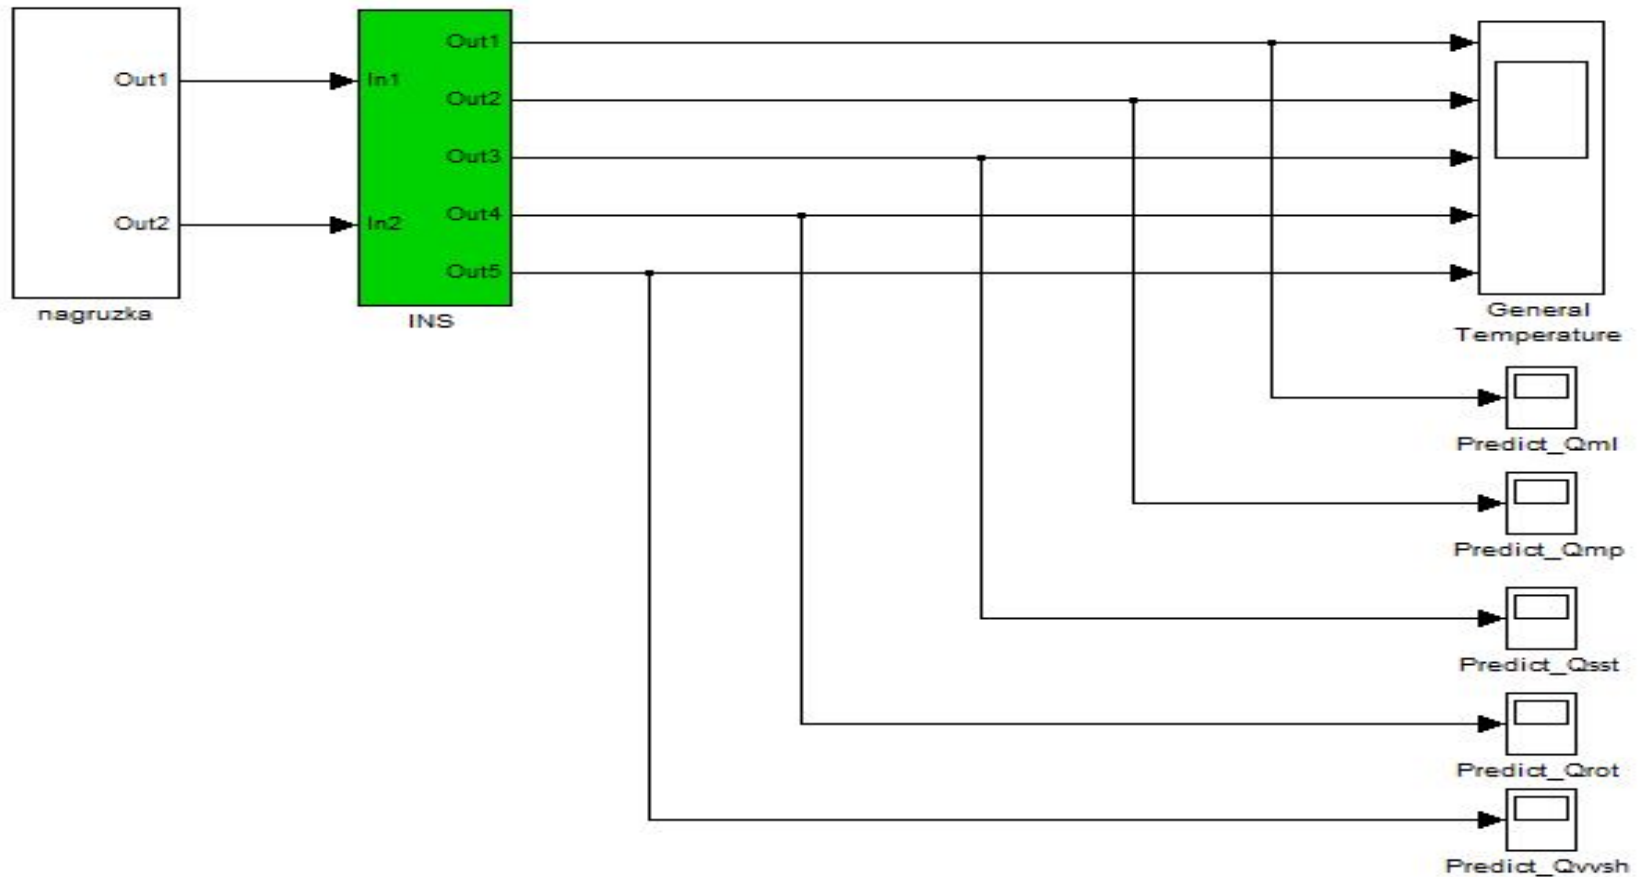 Out1
Out2
nagruzka
In1
In2
Out1
Out2
Out3
Out4
Out5
INS
General
Temperature
Predict_Qml
Predict_Qmp
Predict_Qsst
Predict_Qrot
Predict_Qvvsh